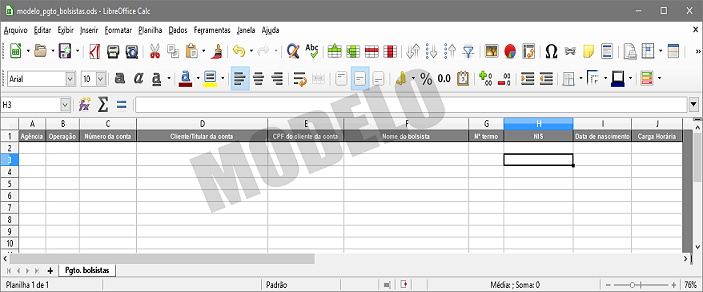 modelo_pgto_bolsistas.ods - LibreOffice Calc
Arquivo Editar Exibir Inserir Formatar Planilha Dados Ferramentas Janela Ajuda
Arial 10
H3
A B C D E F G H I J
1 Agência Operação Número da conta Cliente/Titular da conta CPF do cliente da conta Nome do bolsista Nº termo NIS Data de nascimento Carga Horária
2
3
4
5
6
7
8
9
10
MODELO
Pgto. bolsistas
Planilha 1 de 1 Padrão Média: ; Soma: 0 76%